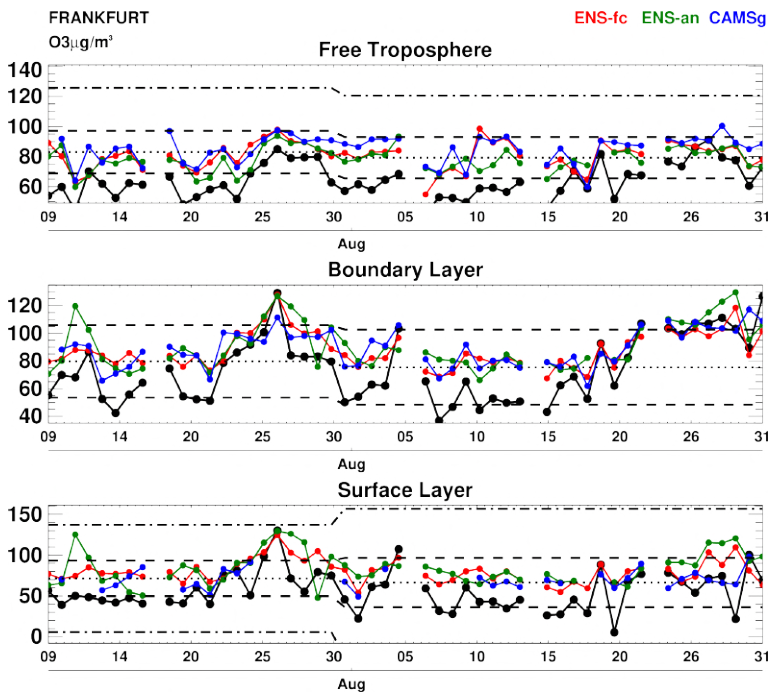 FRANKFURT ENS-fc ENS-an CAMSg
O3μg/m³
Free Troposphere
140
120
100
80
60
09 14 20 25 30 05 10 15 20 25 31
Aug
Boundary Layer
120
100
80
60
40
09 14 20 25 30 05 10 15 20 25 31
Aug
Surface Layer
150
100
50
0
09 14 20 25 30 05 10 15 20 25 31
Aug